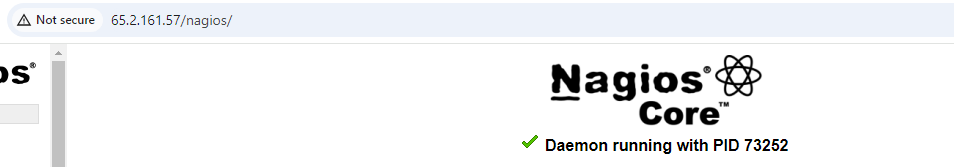 Not secure 65.2.161.57/nagios/
os®
Nagios®
Core™
Daemon running with PID 73252